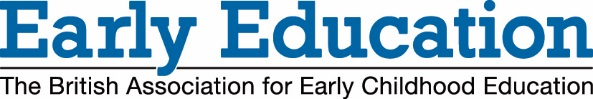 Early Education
The British Association for Early Childhood Education